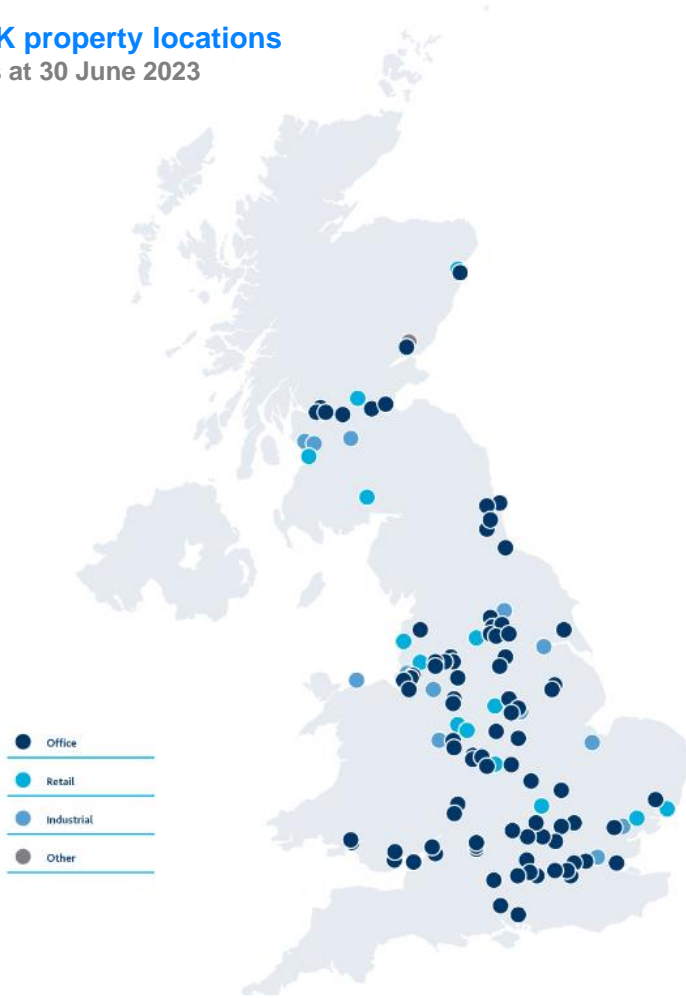 K property locations
s at 30 June 2023
Office
Retail
Industrial
Other